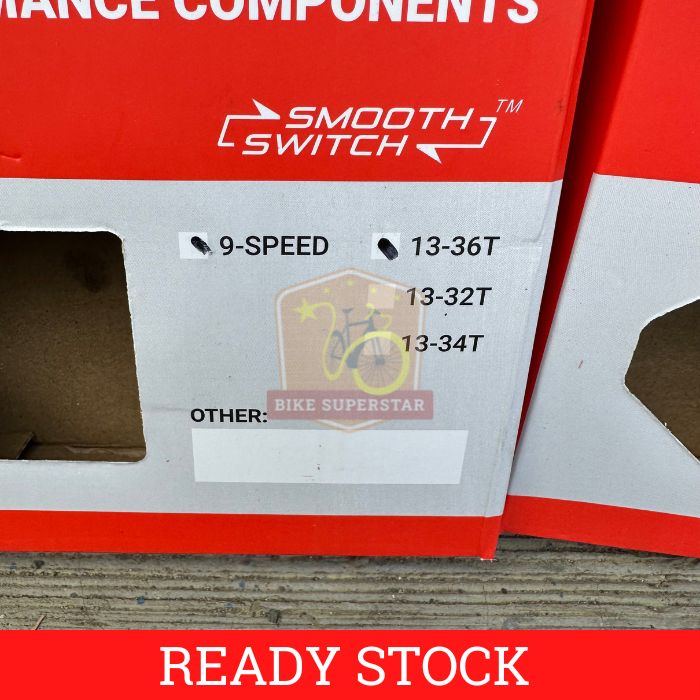 MANCE COMPONENTS
SMOOTH TM
SWITCH
9-SPEED 13-36T
13-32T
13-34T
BIKE SUPERSTAR
OTHER:
READY STOCK